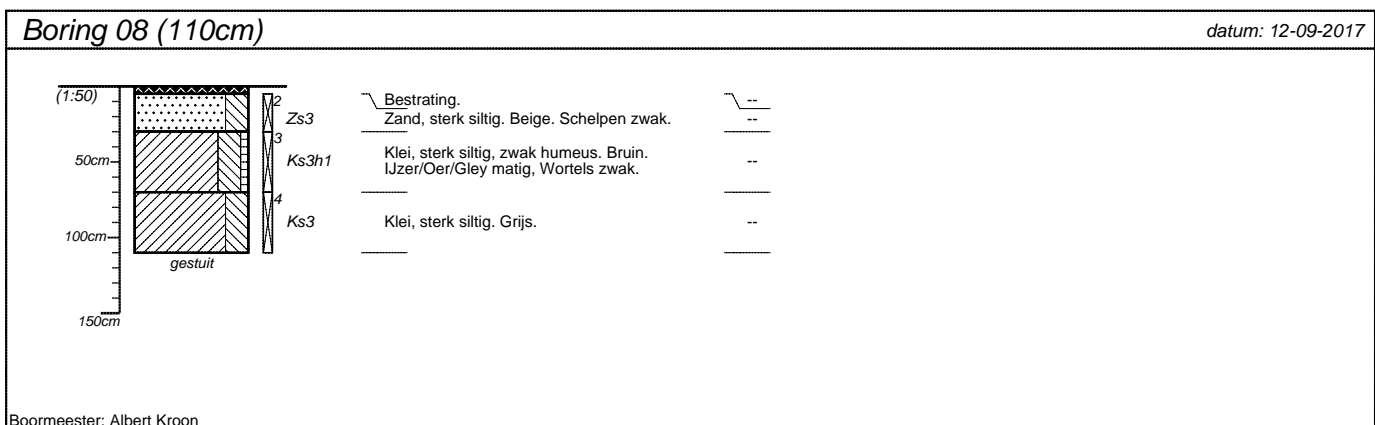 Boring 08 (110cm)
datum: 12-09-2017
(1:50)
2
Bestrating.
--
Zs3
Zand, sterk siltig. Beige. Schelpen zwak.
--
3
50cm
Ks3h1
Klei, sterk siltig, zwak humeus. Bruin.
IJzer/Oer/Gley matig, Wortels zwak.
--
4
Ks3
Klei, sterk siltig. Grijs.
--
100cm
gestuit
150cm
Boormeester: Albert Kroon